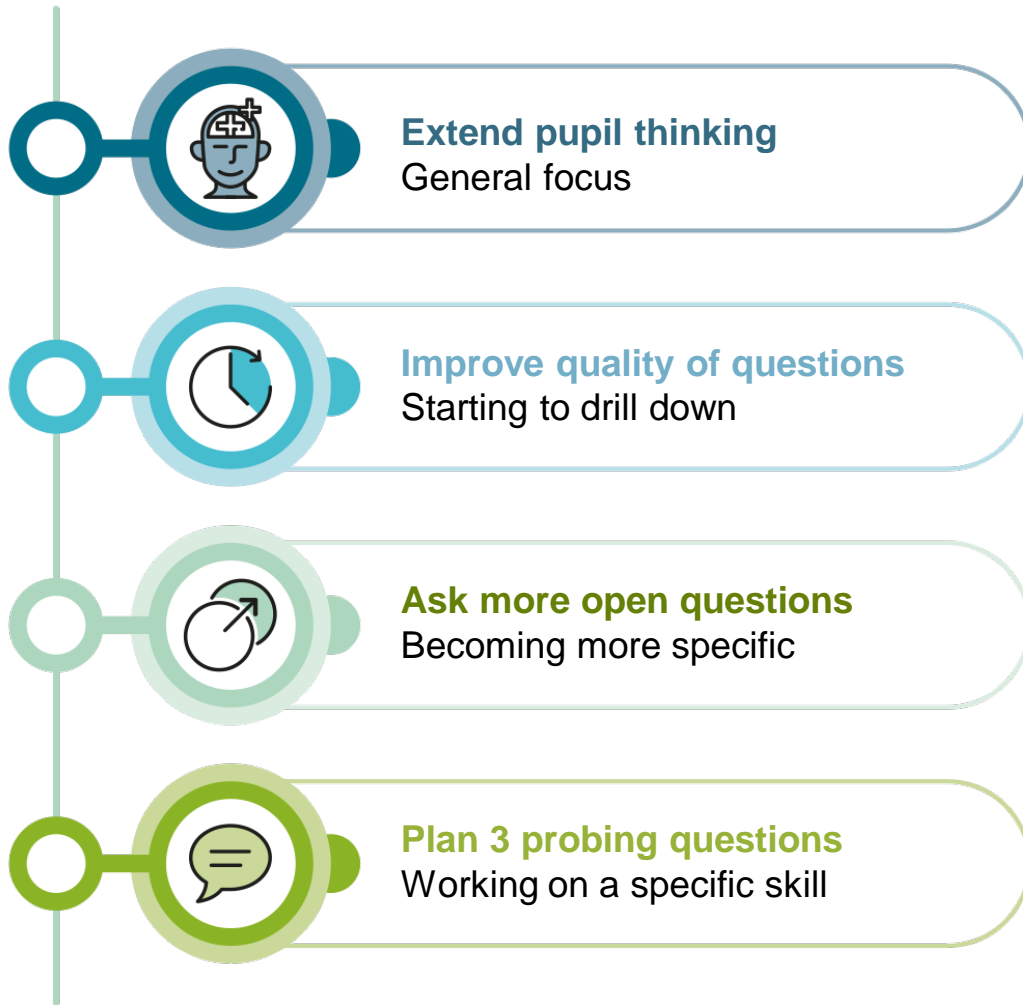 Extend pupil thinking
General focus
Improve quality of questions
Starting to drill down
Ask more open questions
Becoming more specific
Plan 3 probing questions
Working on a specific skill